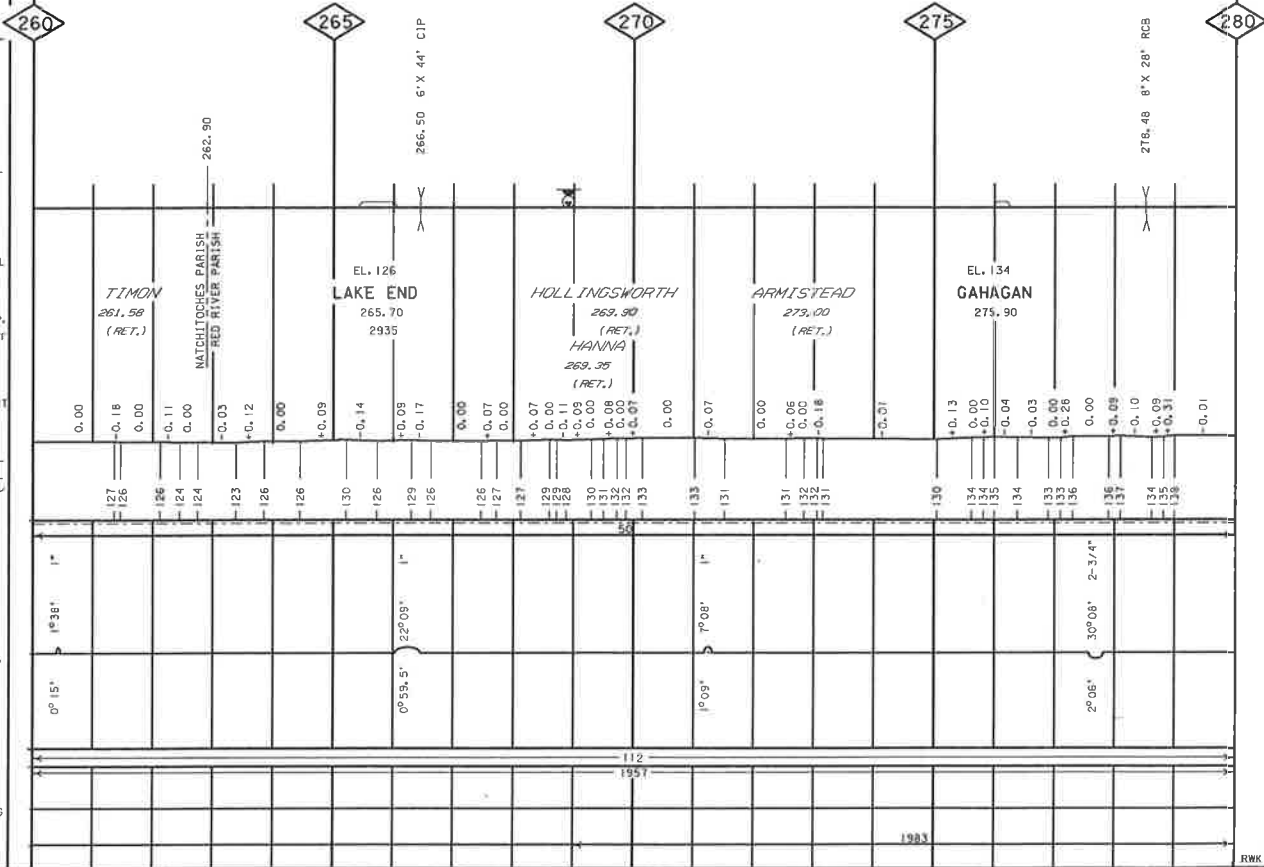 260 265 270 275 280
266.50 6'X 44' CIP
278.48 8'X 28' RCB
262.90
NATCHITOCHES PARISH
RED RIVER PARISH
TIMON
261.58
(RET.)
EL. 126
LAKE END
265.70
2935
HOLLINGSWORTH
269.90
(RET.)
HANNA
269.35
(RET.)
ARMISTEAD
273.00
(RET.)
EL. 134
GAHAGAN
275.90
0.00 -0.18 0.00 -0.11 0.00 -0.03 +0.12 0.00 +0.09 -0.14 +0.09 -0.17 0.00 +0.07 0.00 +0.07 0.00 -0.11 +0.09 0.00 +0.08 0.00 +0.07 0.00 -0.07 0.00 +0.06 0.00 -0.18 -0.01 +0.13 0.00 +0.10 -0.04 -0.03 0.00 +0.28 0.00 +0.09 -0.10 +0.09 +0.31 -0.01
127 126 126 124 124 123 126 126 130 126 129 126 126 127 127 129 129 128 130 131 132 132 133 133 131 131 132 132 131 130 134 134 135 134 133 133 136 136 137 134 135 138
50
1" 1" 1" 2-3/4"
1°38' 22°09' 7°08' 30°08'
0°15' 0°59.5' 1°09' 2°06'
112
1957
1983
RWK